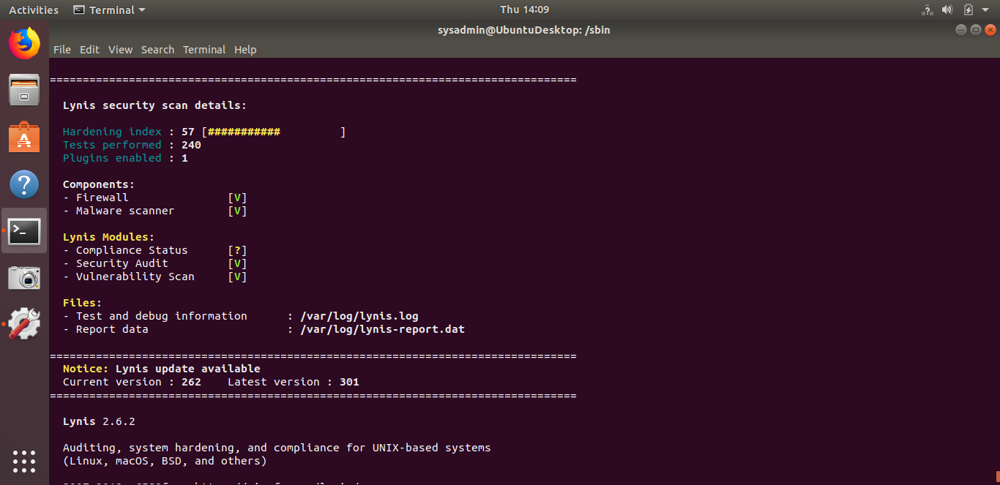 Activities Terminal Thu 14:09
sysadmin@UbuntuDesktop: /sbin
File Edit View Search Terminal Help
================================================================================
Lynis security scan details:
Hardening index : 57 [########### ]
Tests performed : 240
Plugins enabled : 1
Components:
- Firewall [V]
- Malware scanner [V]
Lynis Modules:
- Compliance Status [?]
- Security Audit [V]
- Vulnerability Scan [V]
Files:
- Test and debug information : /var/log/lynis.log
- Report data : /var/log/lynis-report.dat
================================================================================
Notice: Lynis update available
Current version : 262 Latest version : 301
================================================================================
Lynis 2.6.2
Auditing, system hardening, and compliance for UNIX-based systems
(Linux, macOS, BSD, and others)